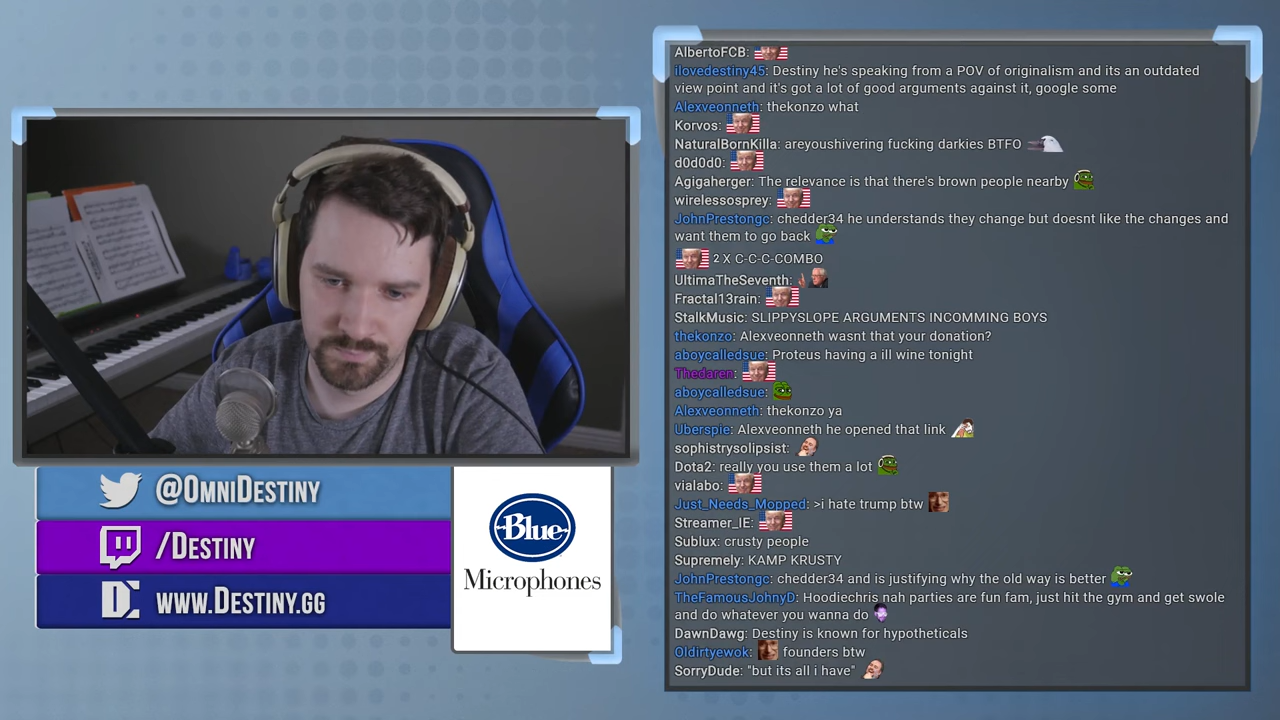 @OmniDestiny
/Destiny
www.Destiny.gg
Blue
Microphones
AlbertoFCB:
ilovedestiny45: Destiny he's speaking from a POV of originalism and its an outdated
view point and it's got a lot of good arguments against it, google some
Alexveonneth: thekonzo what
Korvos:
NaturalBornKilla: areyoushivering fucking darkies BTFO
d0d0d0:
Agigaherger: The relevance is that there's brown people nearby
wirelessosprey:
JohnPrestongc: chedder34 he understands they change but doesnt like the changes and
want them to go back
2 X C-C-C-COMBO
UltimaTheSeventh:
Fractal13rain:
StalkMusic: SLIPPYSLOPE ARGUMENTS INCOMMING BOYS
thekonzo: Alexveonneth wasnt that your donation?
aboycalledsue: Proteus having a ill wine tonight
Thedaren:
aboycalledsue:
Alexveonneth: thekonzo ya
Uberspie: Alexveonneth he opened that link
sophistrysolipsist:
Dota2: really you use them a lot
vialabo:
Just_Needs_Mopped: >i hate trump btw
Streamer_IE:
Sublux: crusty people
Supremely: KAMP KRUSTY
JohnPrestongc: chedder34 and is justifying why the old way is better
TheFamousJohnyD: Hoodiechris nah parties are fun fam, just hit the gym and get swole
and do whatever you wanna do
DawnDawg: Destiny is known for hypotheticals
Oldirtyewok: founders btw
SorryDude: "but its all i have"